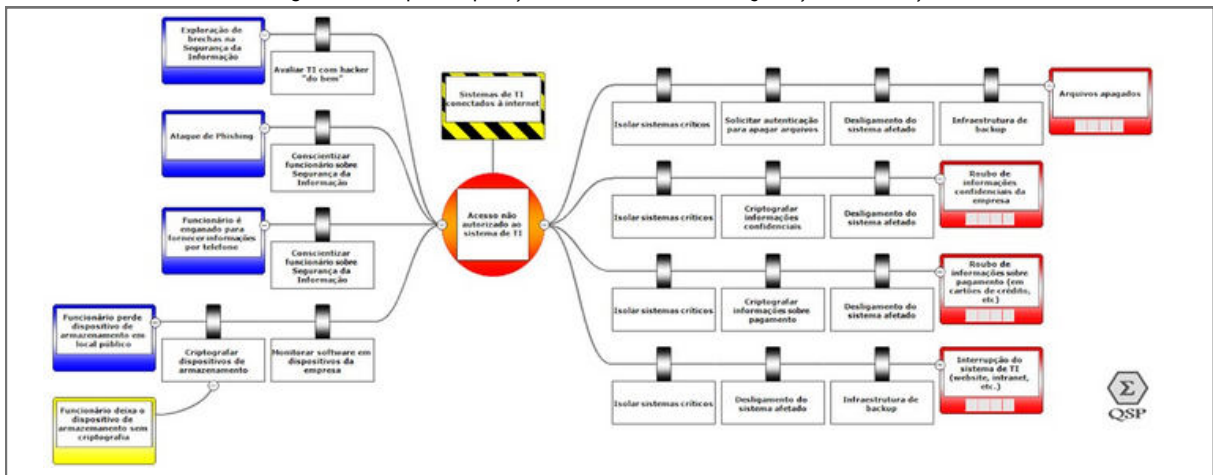 Exploração de
brechas na
Segurança da
Informação
Avaliar TI com hacker
"do bem"
Ataque de Phishing
Conscientizar
funcionário sobre
Segurança da
Informação
Funcionário é
enganado para
fornecer informações
por telefone
Conscientizar
funcionário sobre
Segurança da
Informação
Funcionário perde
dispositivo de
armazenamento em
local público
Criptografar
dispositivos de
armazenamento
Monitorar software em
dispositivos da
empresa
Funcionário deixa o
dispositivo de
armazenamento sem
criptografia
Sistemas de TI
conectados à internet
Acesso não
autorizado ao
sistema de TI
Isolar sistemas críticos
Solicitar autenticação
para apagar arquivos
Desligamento do
sistema afetado
Infraestrutura de
backup
Arquivos apagados
Isolar sistemas críticos
Criptografar
informações
confidenciais
Desligamento do
sistema afetado
Roubo de
informações
confidenciais da
empresa
Isolar sistemas críticos
Criptografar
informações sobre
pagamento
Desligamento do
sistema afetado
Roubo de
informações sobre
pagamento (em
cartões de crédito,
etc)
Isolar sistemas críticos
Desligamento do
sistema afetado
Infraestrutura de
backup
Interrupção do
sistema de TI
(website, intranet,
etc.)
Σ
QSP